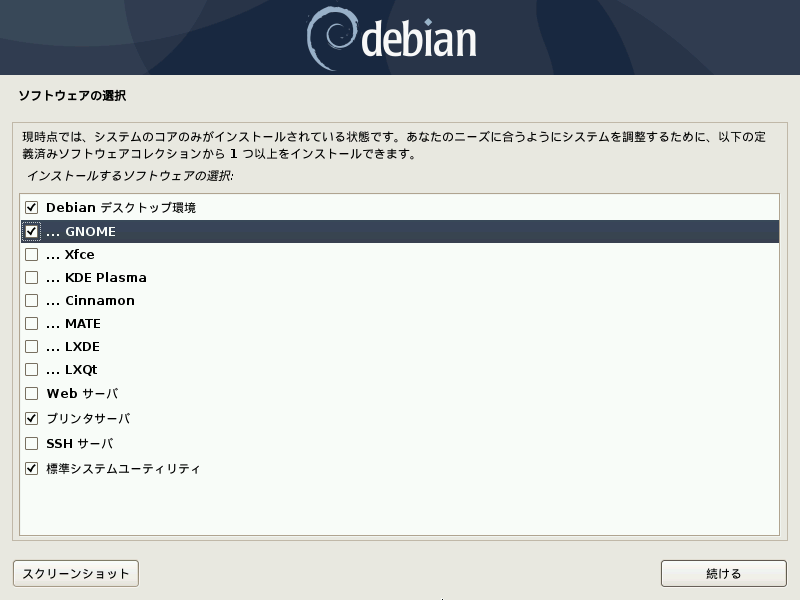 debian
ソフトウェアの選択
現時点では、システムのコアのみがインストールされている状態です。あなたのニーズに合うようにシステムを調整するために、以下の定
義済みソフトウェアコレクションから 1 つ以上をインストールできます。
インストールするソフトウェアの選択:
Debian デスクトップ環境
... GNOME
... Xfce
... KDE Plasma
... Cinnamon
... MATE
... LXDE
... LXQt
Web サーバ
プリンタサーバ
SSH サーバ
標準システムユーティリティ
スクリーンショット
続ける